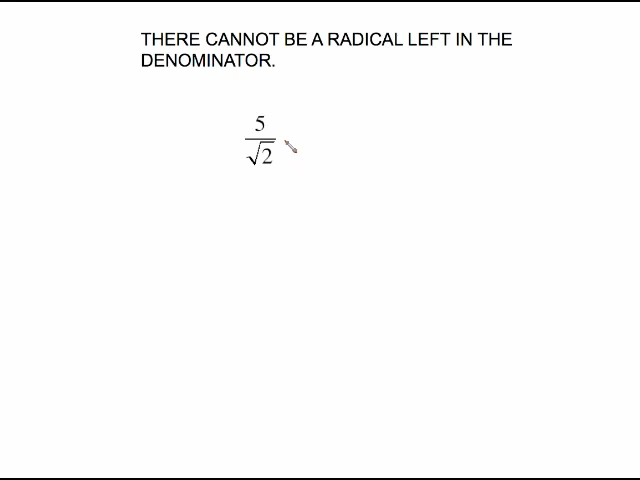 THERE CANNOT BE A RADICAL LEFT IN THE
DENOMINATOR.
5
√2